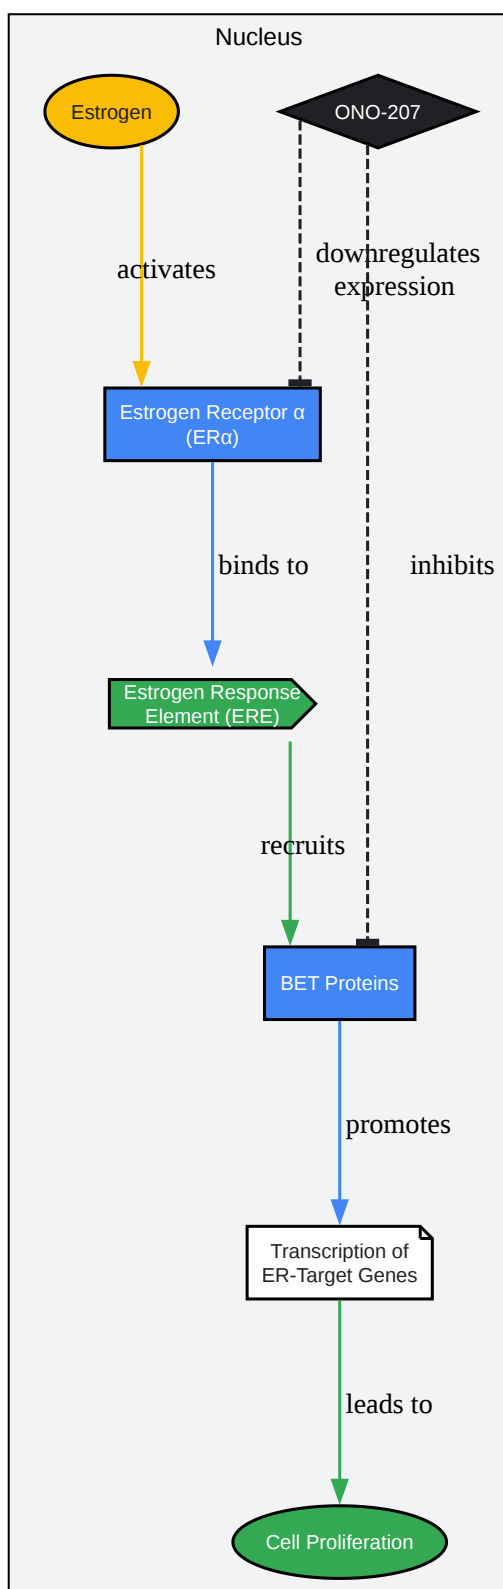 Nucleus
Estrogen
ONO-207
activates
downregulates
expression
Estrogen Receptor α
(ERα)
binds to
inhibits
Estrogen Response
Element (ERE)
recruits
BET Proteins
promotes
Transcription of
ER-Target Genes
leads to
Cell Proliferation